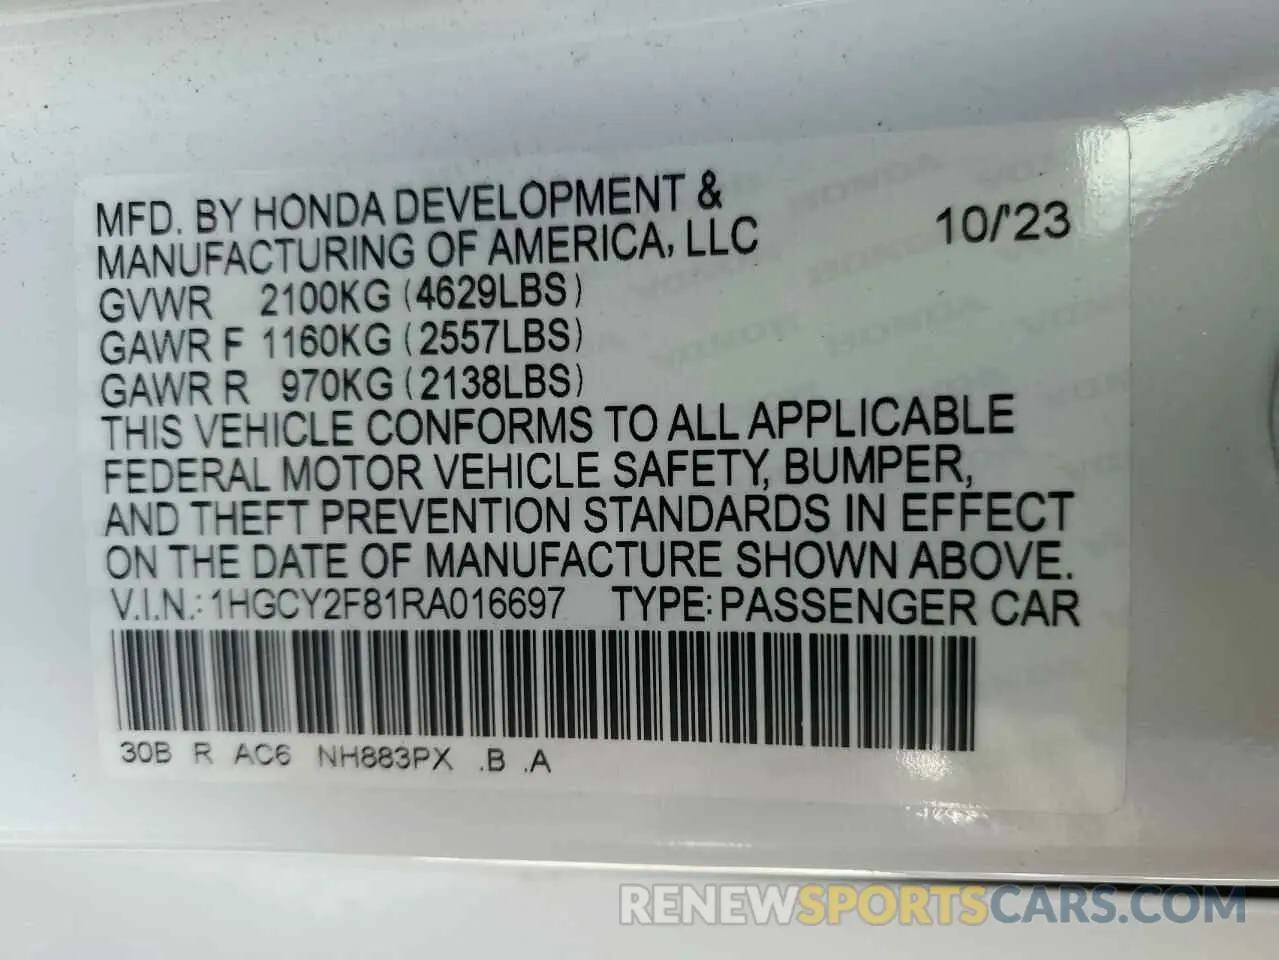 MFD. BY HONDA DEVELOPMENT & 10/'23
MANUFACTURING OF AMERICA, LLC
GVWR 2100KG (4629LBS)
GAWR F 1160KG (2557LBS)
GAWR R 970KG (2138LBS)
THIS VEHICLE CONFORMS TO ALL APPLICABLE
FEDERAL MOTOR VEHICLE SAFETY, BUMPER,
AND THEFT PREVENTION STANDARDS IN EFFECT
ON THE DATE OF MANUFACTURE SHOWN ABOVE.
V.I.N.: 1HGCY2F81RA016697 TYPE: PASSENGER CAR
30B R AC6 NH883PX .B .A
RENEWSPORTSCARS.COM